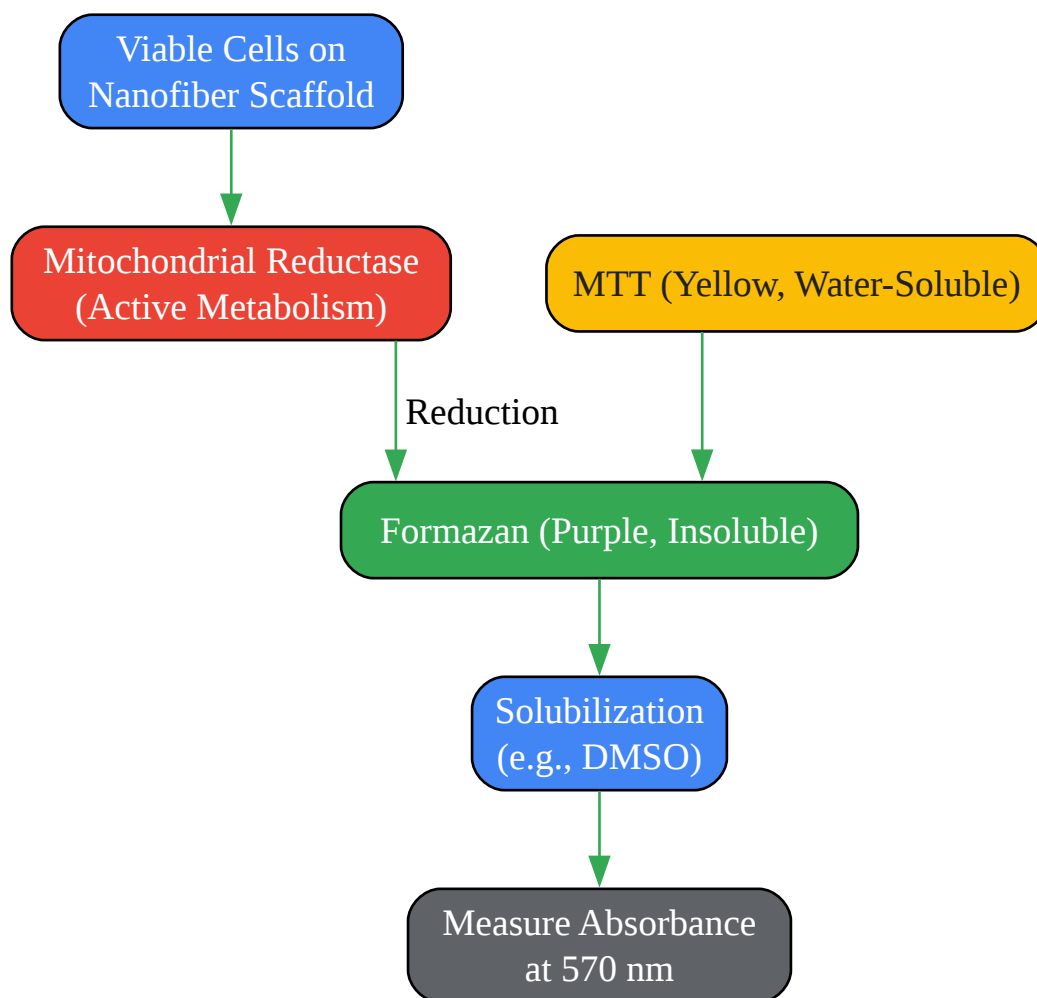 Viable Cells on
Nanofiber Scaffold
Mitochondrial Reductase
(Active Metabolism)
MTT (Yellow, Water-Soluble)
Reduction
Formazan (Purple, Insoluble)
Solubilization
(e.g., DMSO)
Measure Absorbance
at 570 nm